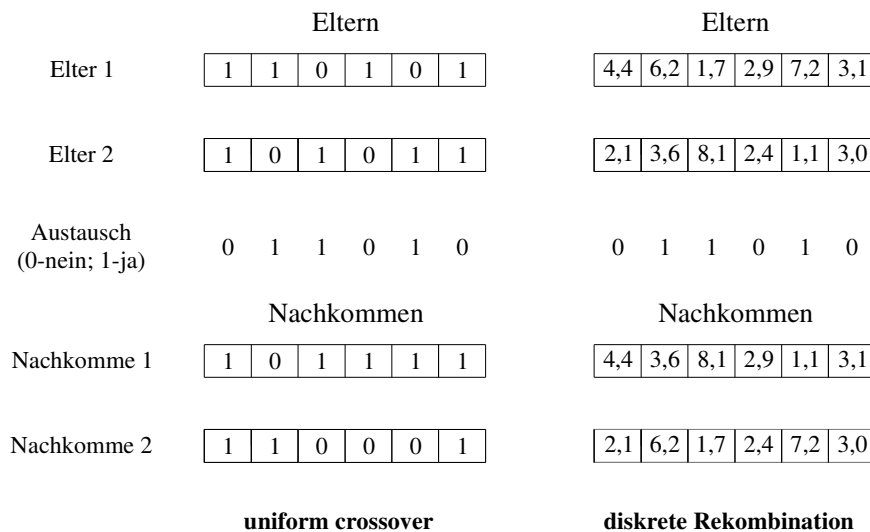 Eltern Eltern
Elter 1 1 1 0 1 0 1 4,4 6,2 1,7 2,9 7,2 3,1
Elter 2 1 0 1 0 1 1 2,1 3,6 8,1 2,4 1,1 3,0
Austausch
(0-nein; 1-ja) 0 1 1 0 1 0 0 1 1 0 1 0
Nachkommen Nachkommen
Nachkomme 1 1 0 1 1 1 1 4,4 3,6 8,1 2,9 1,1 3,1
Nachkomme 2 1 1 0 0 0 1 2,1 6,2 1,7 2,4 7,2 3,0
uniform crossover diskrete Rekombination